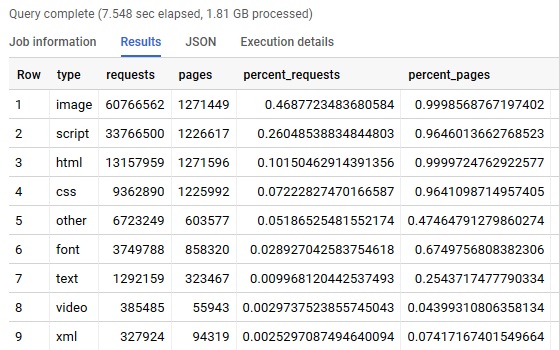 Query complete (7.548 sec elapsed, 1.81 GB processed)
Job information Results JSON Execution details
Row type requests pages percent_requests percent_pages
1 image 60766562 1271449 0.4687723483680584 0.9998568767197402
2 script 33766500 1226617 0.26048538834844803 0.9646013662768523
3 html 13157959 1271596 0.10150462914391356 0.9999724762922577
4 css 9362890 1225992 0.07222827470166587 0.9641098714957405
5 other 6723249 603577 0.05186525481552174 0.47464791279860274
6 font 3749788 858320 0.028927042583754618 0.6749756808382306
7 text 1292159 323467 0.009968120442537493 0.2543717477790334
8 video 385485 55943 0.0029737523855745043 0.04399310806358134
9 xml 327924 94319 0.0025297087494640094 0.07417167401549664